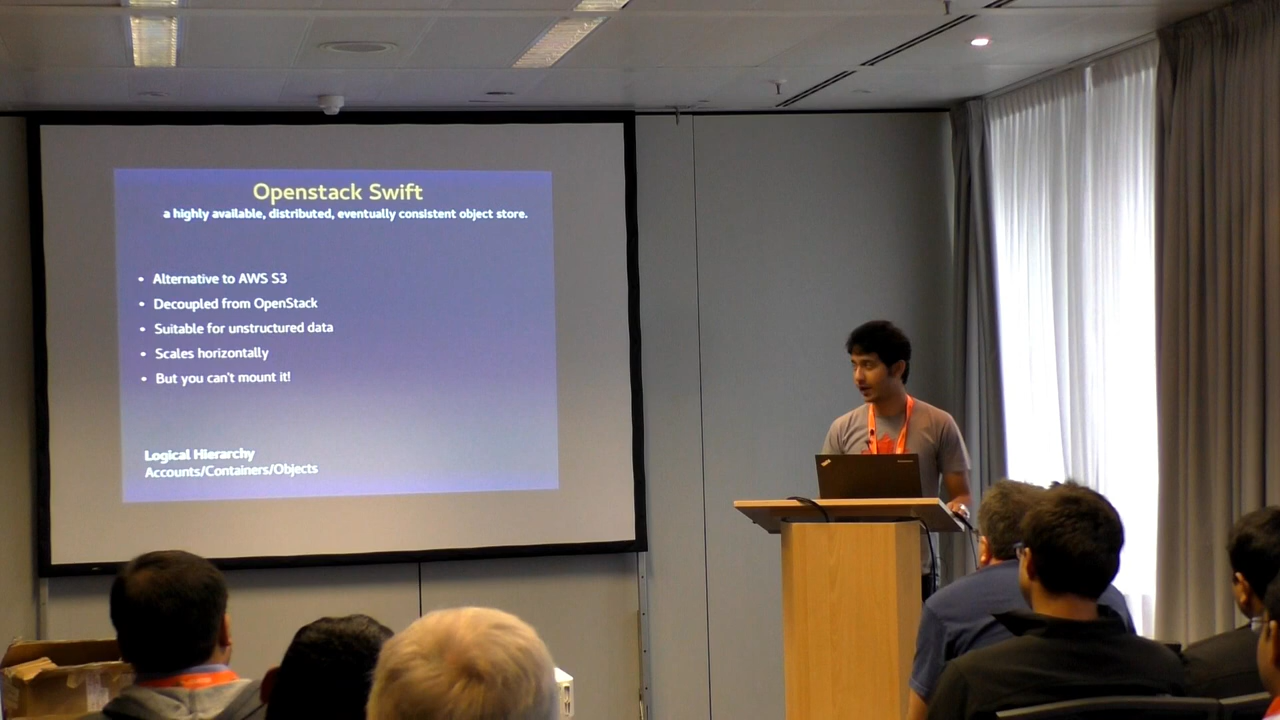 Openstack Swift
a highly available, distributed, eventually consistent object store.
• Alternative to AWS S3
• Decoupled from OpenStack
• Suitable for unstructured data
• Scales horizontally
• But you can't mount it!
Logical Hierarchy
Accounts/Containers/Objects